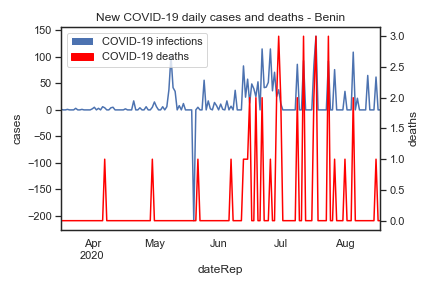 New COVID-19 daily cases and deaths - Benin
COVID-19 infections
COVID-19 deaths
150
100
50
0
−50
−100
−150
−200
cases
3.0
2.5
2.0
1.5
1.0
0.5
0.0
deaths
Apr
2020
May
Jun
Jul
Aug
dateRep